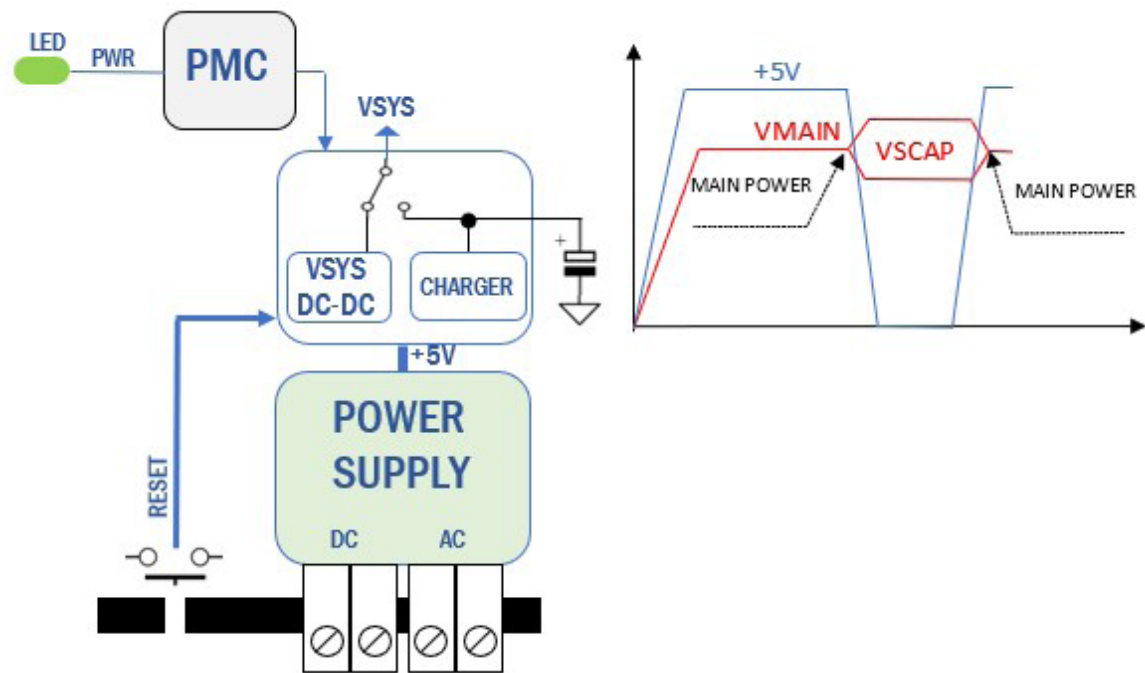 LED
PWR
PMC
VSYS
VSYS
DC-DC
CHARGER
+
+5V
POWER
SUPPLY
DC
AC
RESET
+5V
VMAIN
VSCAP
MAIN POWER
MAIN POWER